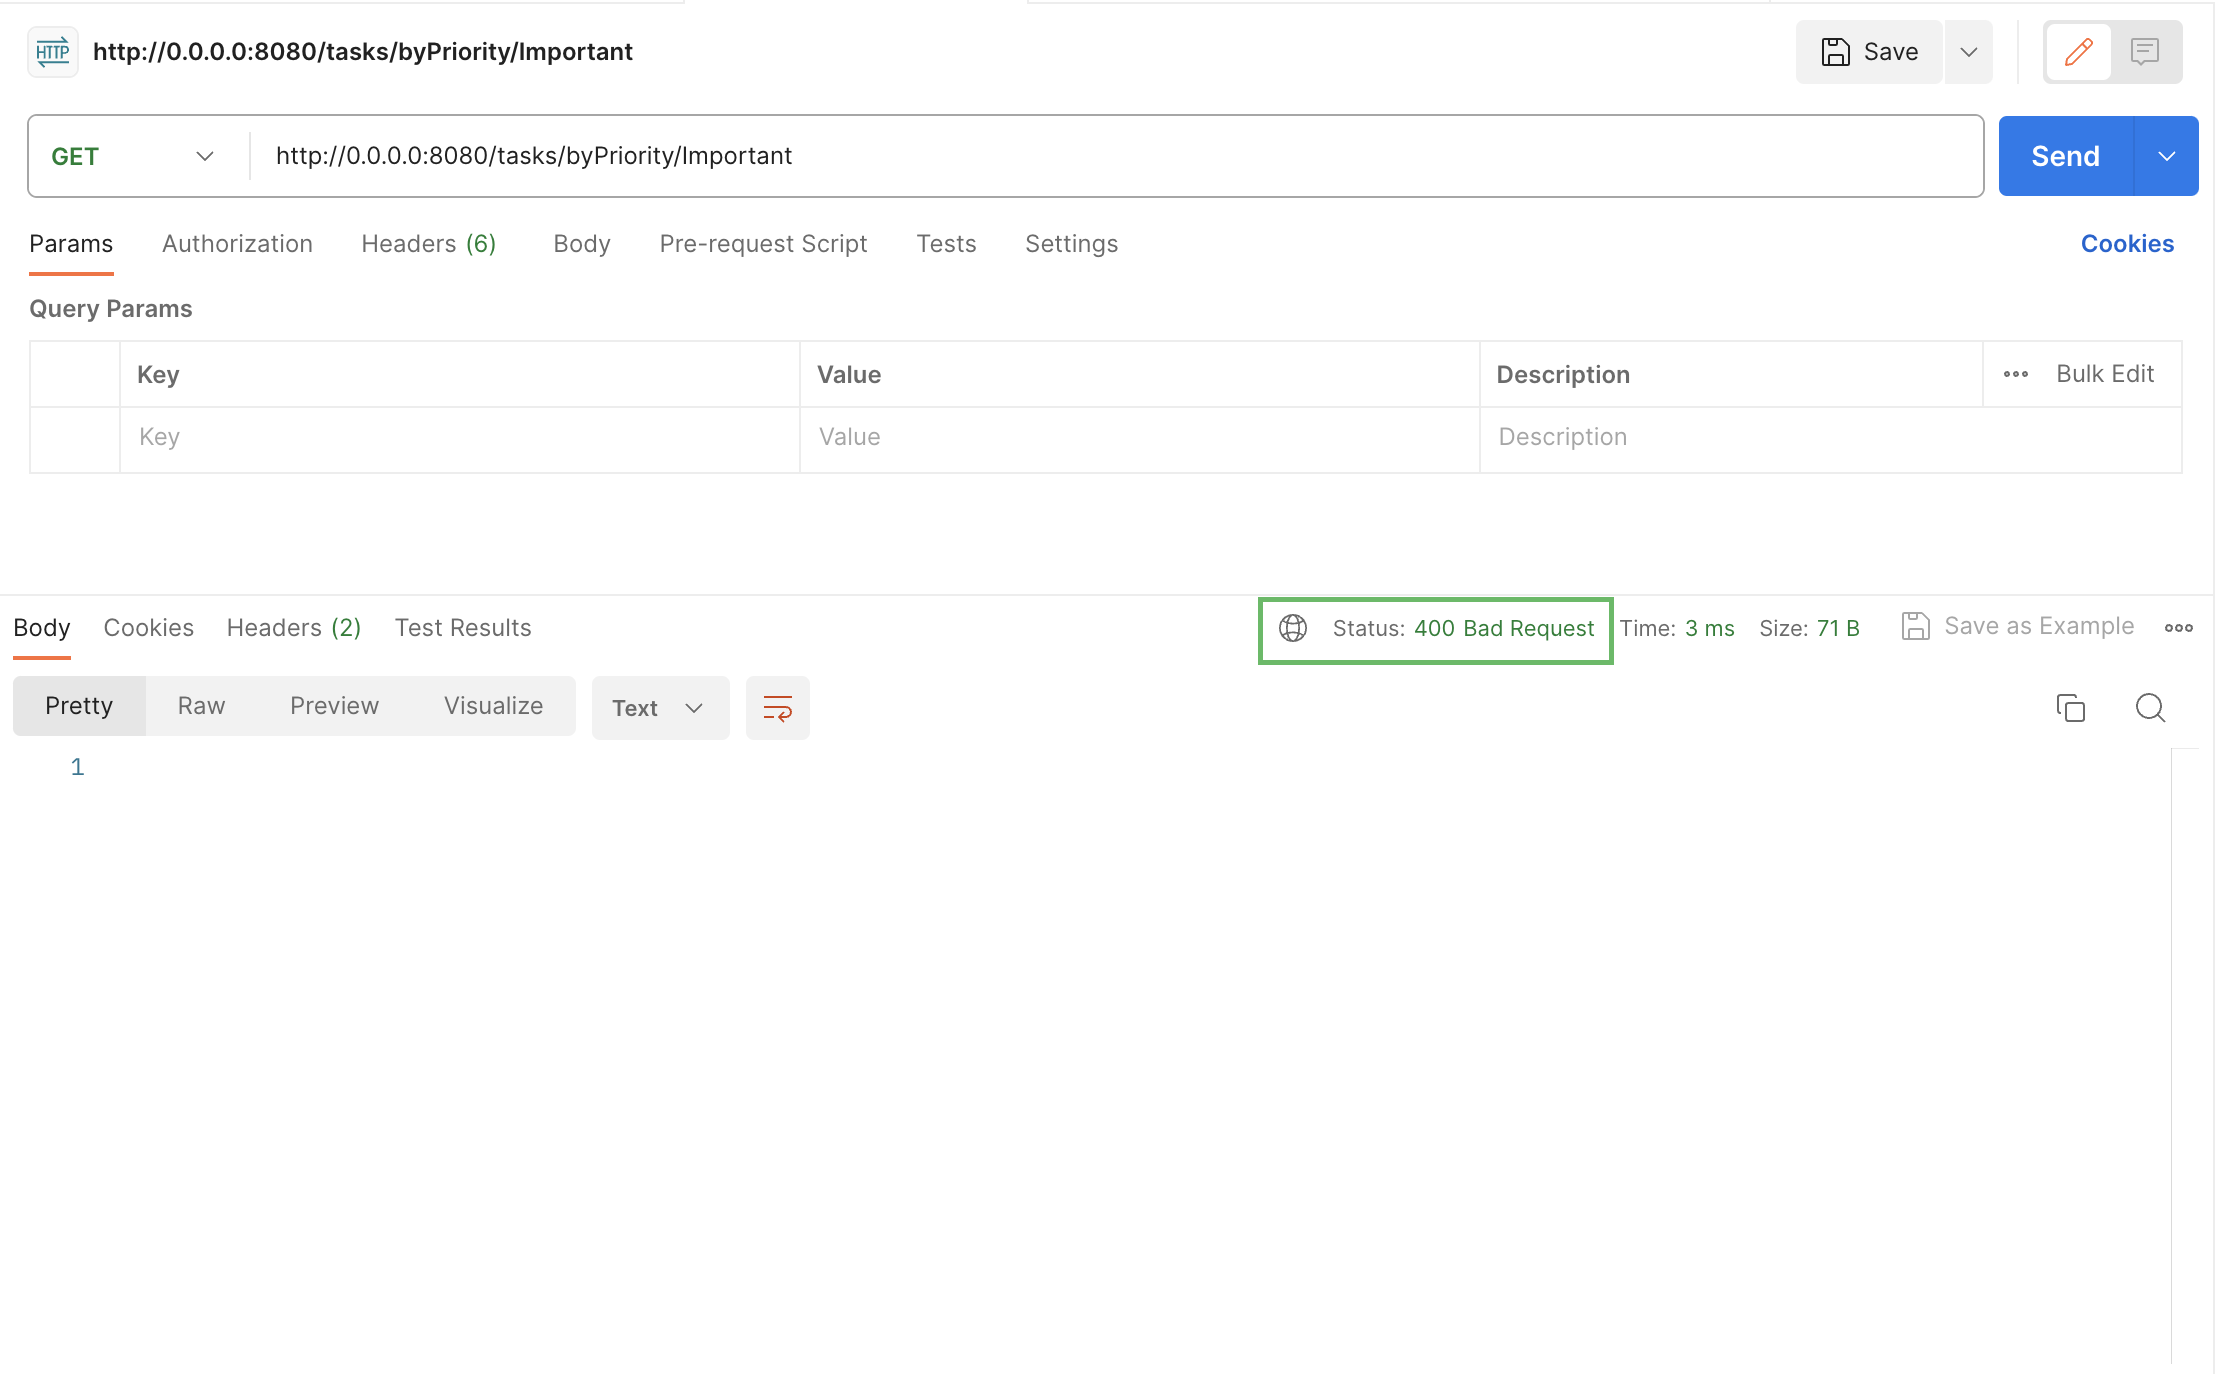 HTTP http://0.0.0.0:8080/tasks/byPriority/Important Save
GET http://0.0.0.0:8080/tasks/byPriority/Important Send
Params Authorization Headers (6) Body Pre-request Script Tests Settings Cookies
Query Params
Key Value Description Bulk Edit
Key Value Description
Body Cookies Headers (2) Test Results Status: 400 Bad Request Time: 3 ms Size: 71 B Save as Example
Pretty Raw Preview Visualize Text
1